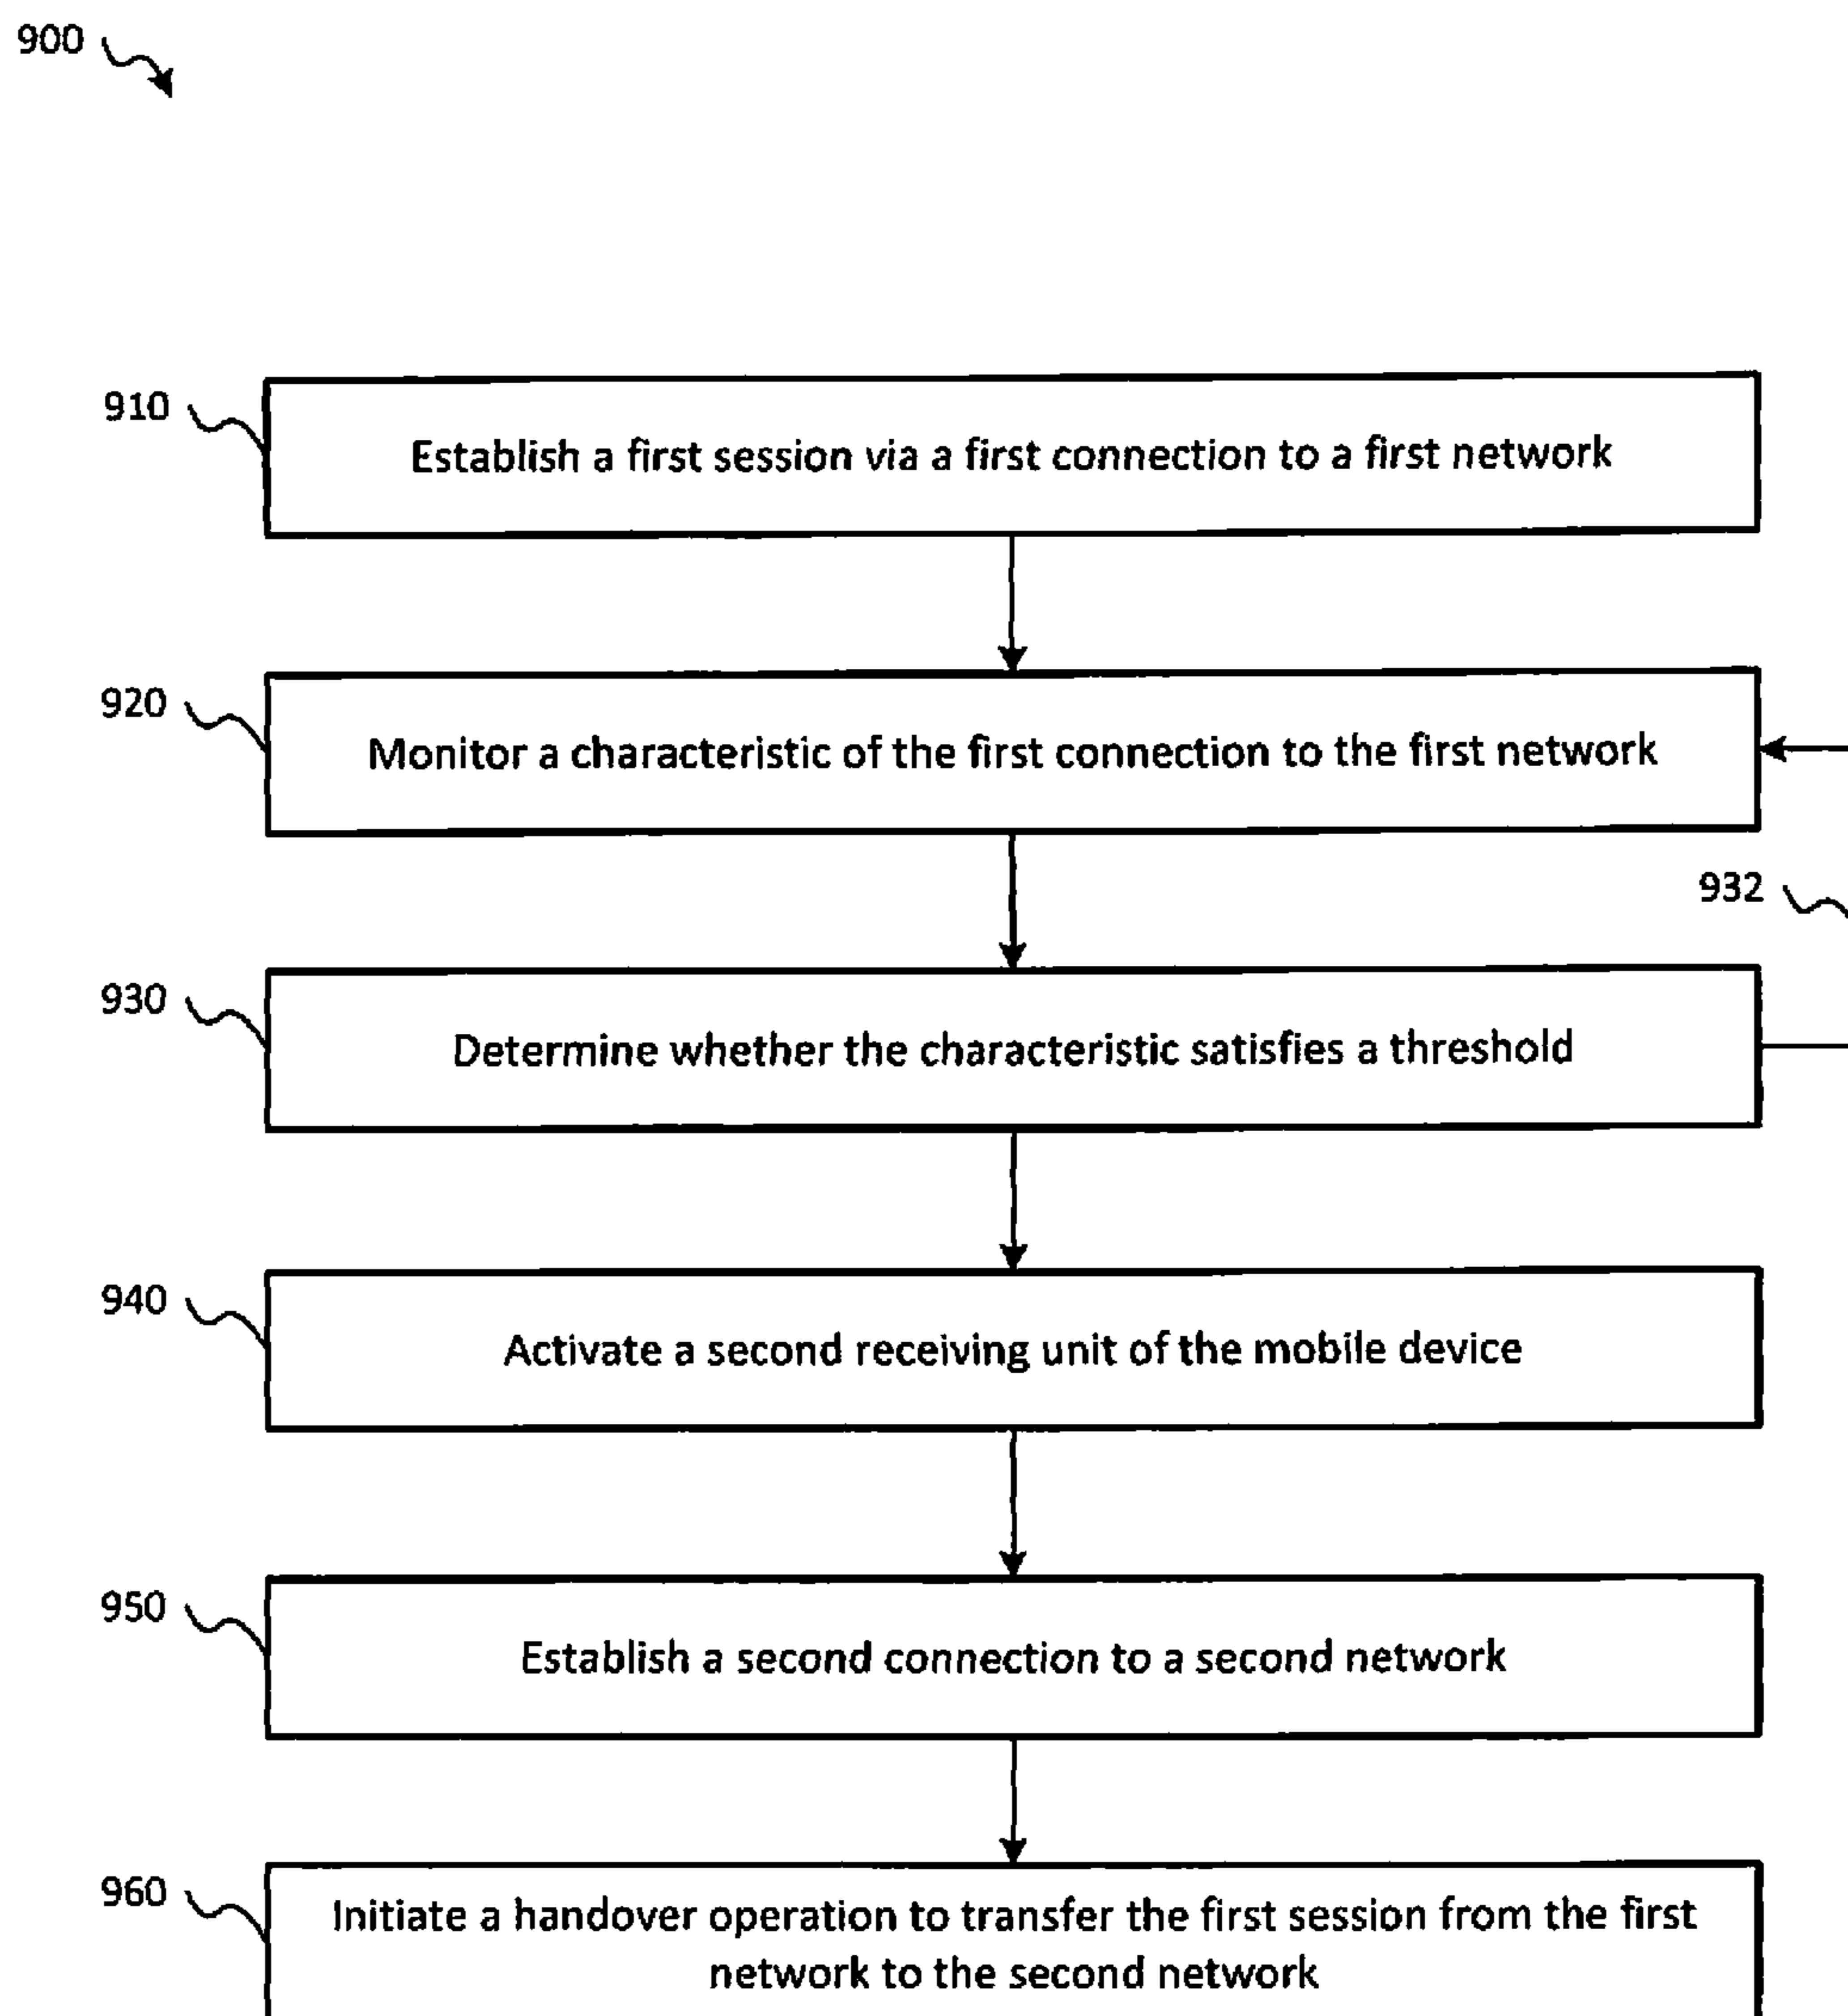 900
910
Establish a first session via a first connection to a first network
920
Monitor a characteristic of the first connection to the first network
932
930
Determine whether the characteristic satisfies a threshold
940
Activate a second receiving unit of the mobile device
950
Establish a second connection to a second network
960
Initiate a handover operation to transfer the first session from the first
network to the second network